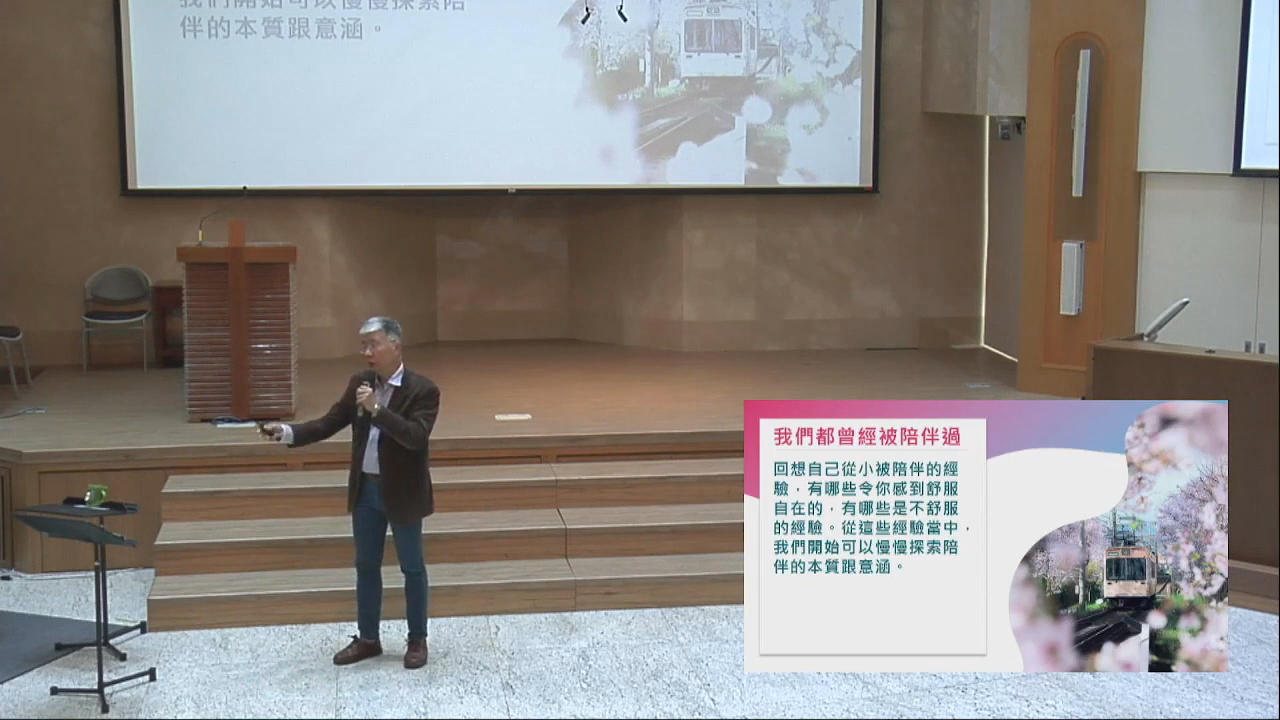 我們開始可以慢慢探索陪
伴的本質跟意涵。
我們都曾經被陪伴過
回想自己從小被陪伴的經
驗，有哪些令你感到舒服
自在的，有哪些是不舒服
的經驗。從這些經驗當中，
我們開始可以慢慢探索陪
伴的本質跟意涵。